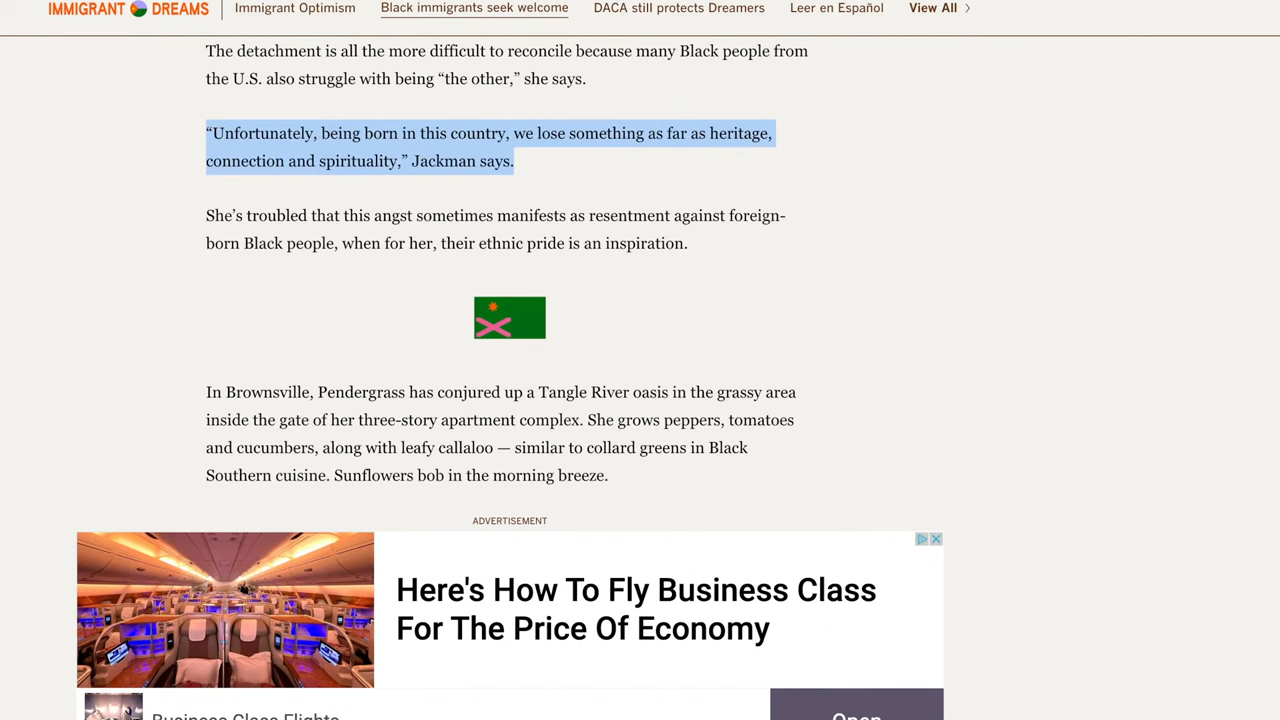 IMMIGRANT DREAMS
Immigrant Optimism
Black immigrants seek welcome
DACA still protects Dreamers
Leer en Español
View All
The detachment is all the more difficult to reconcile because many Black people from
the U.S. also struggle with being “the other,” she says.
“Unfortunately, being born in this country, we lose something as far as heritage,
connection and spirituality,” Jackman says.
She’s troubled that this angst sometimes manifests as resentment against foreign-
born Black people, when for her, their ethnic pride is an inspiration.
In Brownsville, Pendergrass has conjured up a Tangle River oasis in the grassy area
inside the gate of her three-story apartment complex. She grows peppers, tomatoes
and cucumbers, along with leafy callaloo — similar to collard greens in Black
Southern cuisine. Sunflowers bob in the morning breeze.
ADVERTISEMENT
Here's How To Fly Business Class
For The Price Of Economy
Business Class Flights
Open